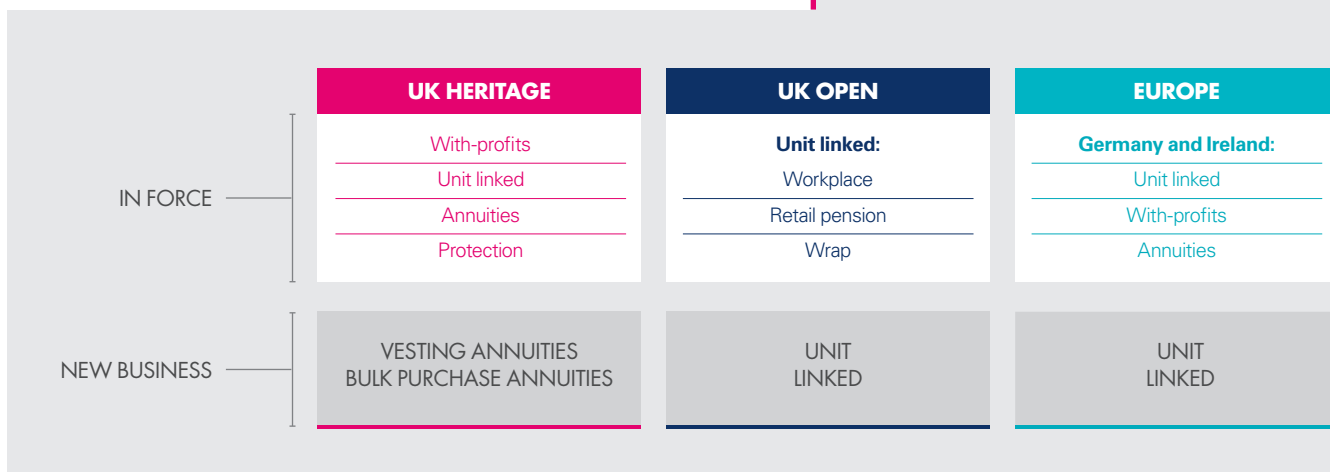 UK HERITAGE
UK OPEN
EUROPE
IN FORCE
With-profits
Unit linked
Annuities
Protection
Unit linked:
Workplace
Retail pension
Wrap
Germany and Ireland:
Unit linked
With-profits
Annuities
NEW BUSINESS
VESTING ANNUITIES
BULK PURCHASE ANNUITIES
UNIT
LINKED
UNIT
LINKED